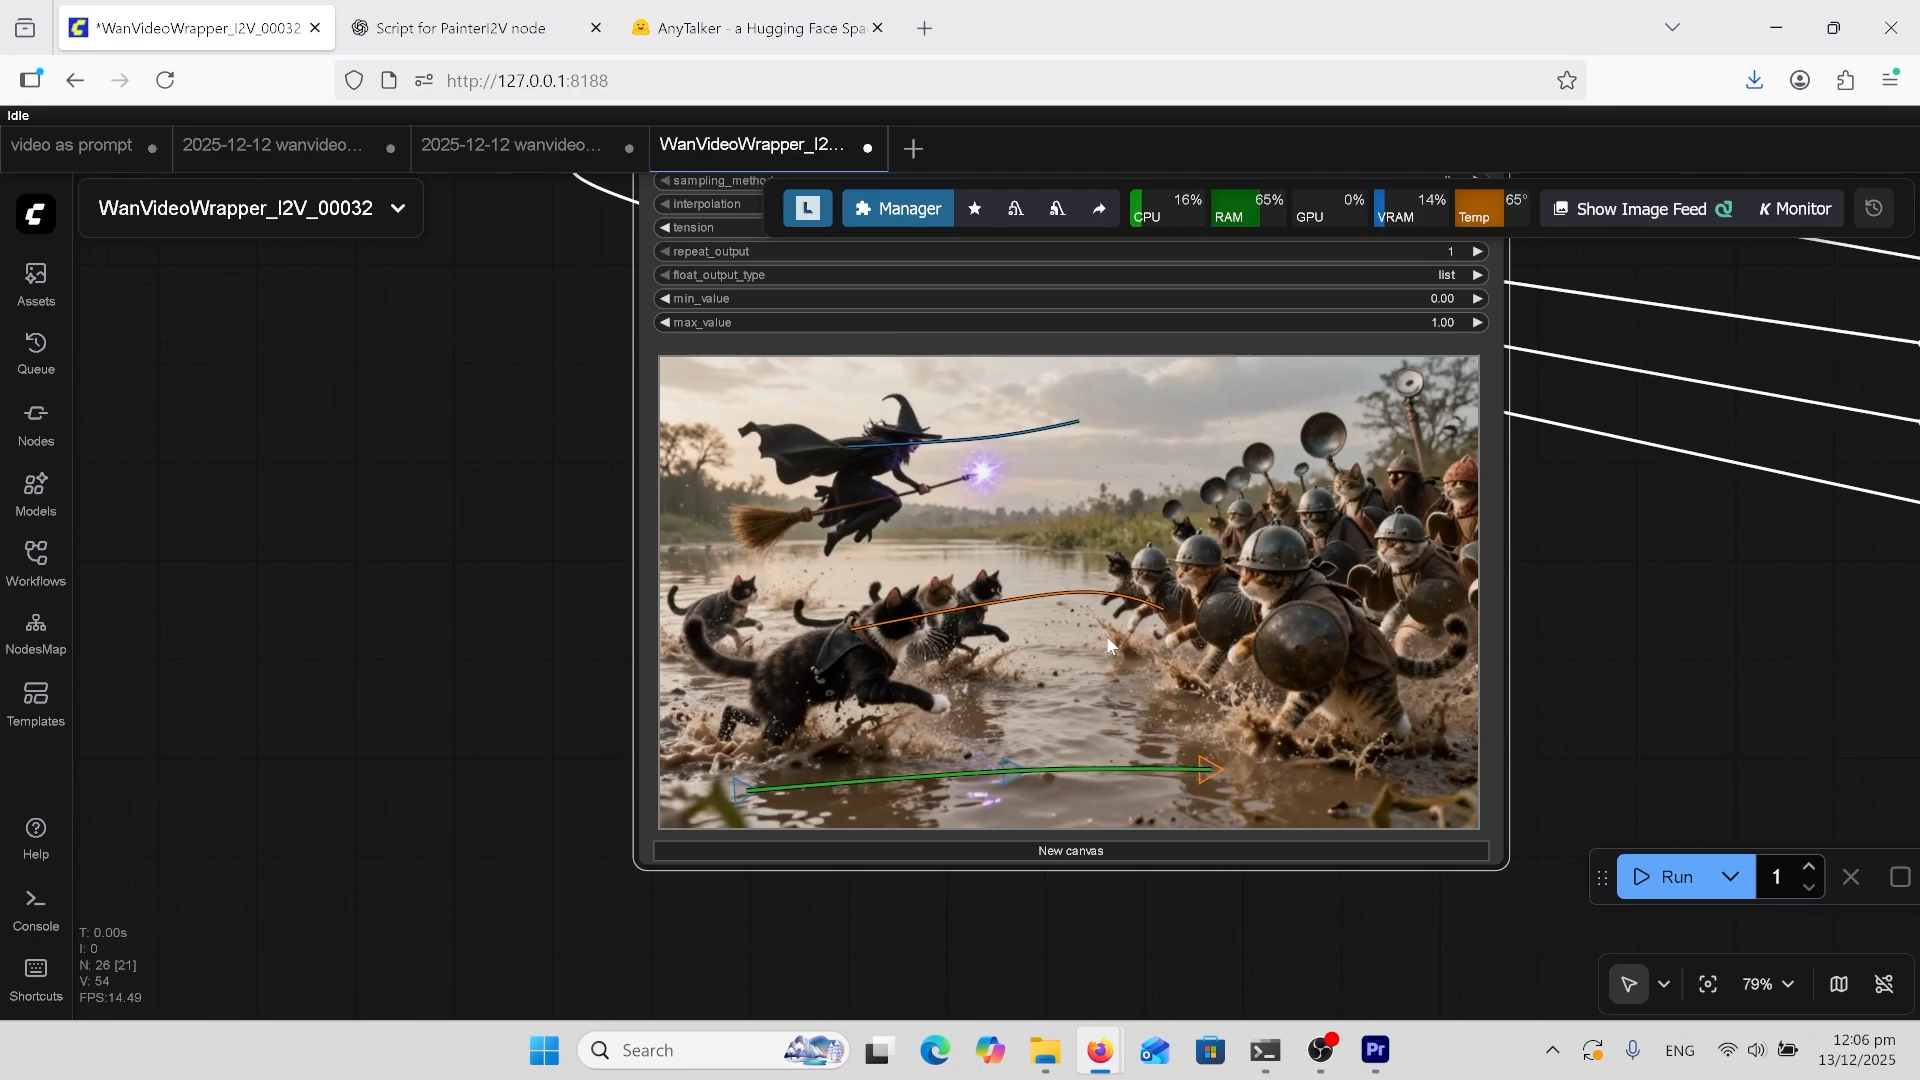 *WanVideoWrapper_I2V_00032
Script for PainterI2V node
AnyTalker - a Hugging Face Spa
http://127.0.0.1:8188
Idle
video as prompt
2025-12-12 wanvideo...
2025-12-12 wanvideo...
WanVideoWrapper_I2...
WanVideoWrapper_I2V_00032
L
Manager
CPU 16%
RAM 65%
GPU 0%
VRAM 14%
Temp 65°
Show Image Feed
K Monitor
interpolation
tension
repeat_output 1
float_output_type list
min_value 0.00
max_value 1.00
New canvas
Assets
Queue
Nodes
Models
Workflows
NodesMap
Templates
Help
Console
Shortcuts
T: 0.00s
I: 0
N: 26 [21]
V: 54
FPS:14.49
Run
1
79%
Search
Pr
ENG
12:06 pm
13/12/2025